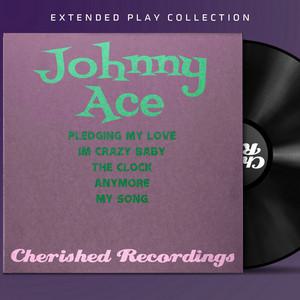 EXTENDED PLAY COLLECTION
Johnny
Ace
PLEDGING MY LOVE
IM CRAZY BABY
THE CLOCK
ANYMORE
MY SONG
Cherished Recordings